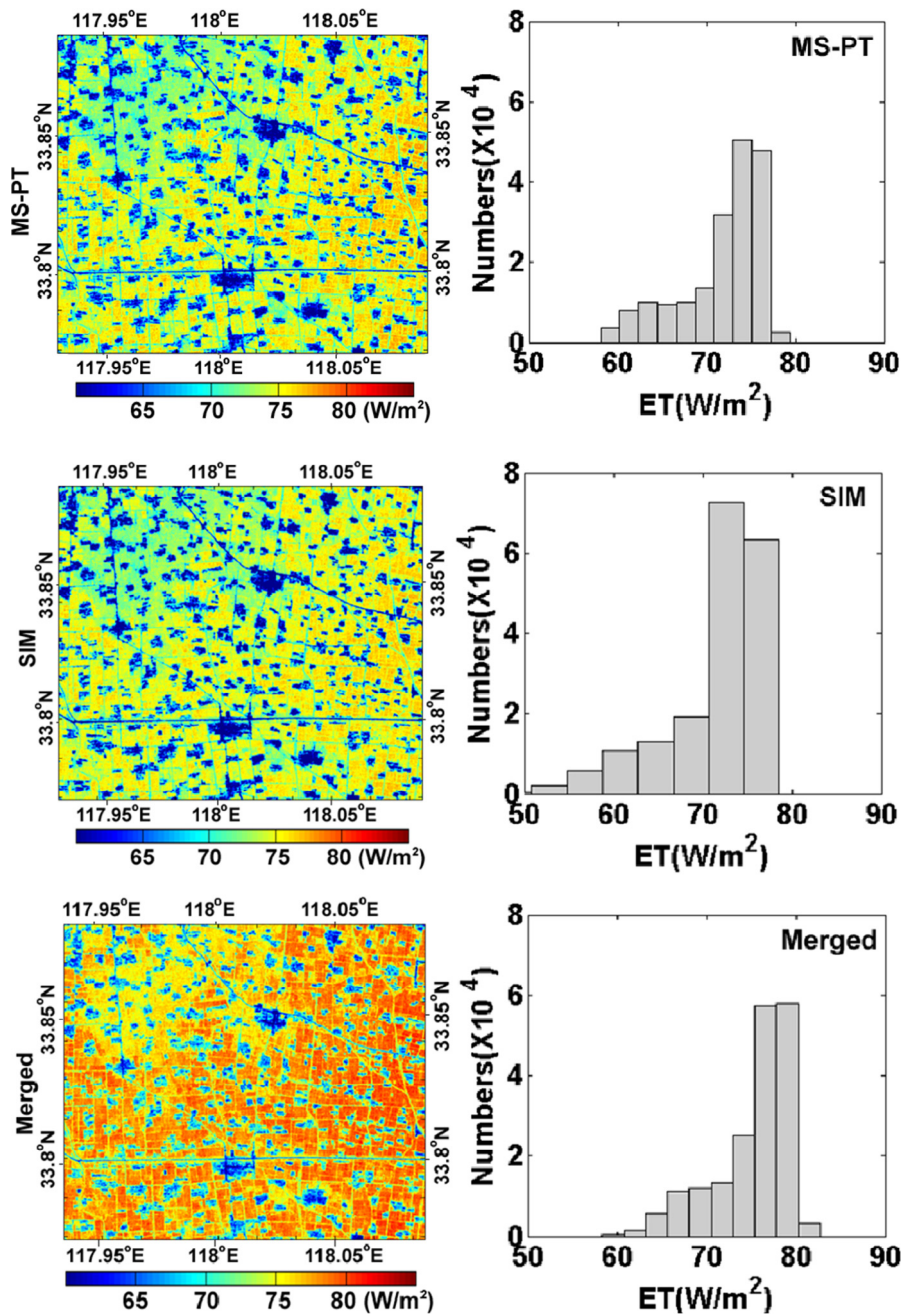 117.95°E 118°E 118.05°E
MS-PT
33.85°N
33.8°N
33.85°N
33.8°N
117.95°E 118°E 118.05°E
65 70 75 80 (W/m²)
MS-PT
Numbers(X10⁴)
8
6
4
2
0
50 60 70 80 90
ET(W/m²)
117.95°E 118°E 118.05°E
SIM
33.85°N
33.8°N
33.85°N
33.8°N
117.95°E 118°E 118.05°E
65 70 75 80 (W/m²)
SIM
Numbers(X10⁴)
8
6
4
2
0
50 60 70 80 90
ET(W/m²)
117.95°E 118°E 118.05°E
Merged
33.85°N
33.8°N
33.85°N
33.8°N
117.95°E 118°E 118.05°E
65 70 75 80 (W/m²)
Merged
Numbers(X10⁴)
8
6
4
2
0
50 60 70 80 90
ET(W/m²)